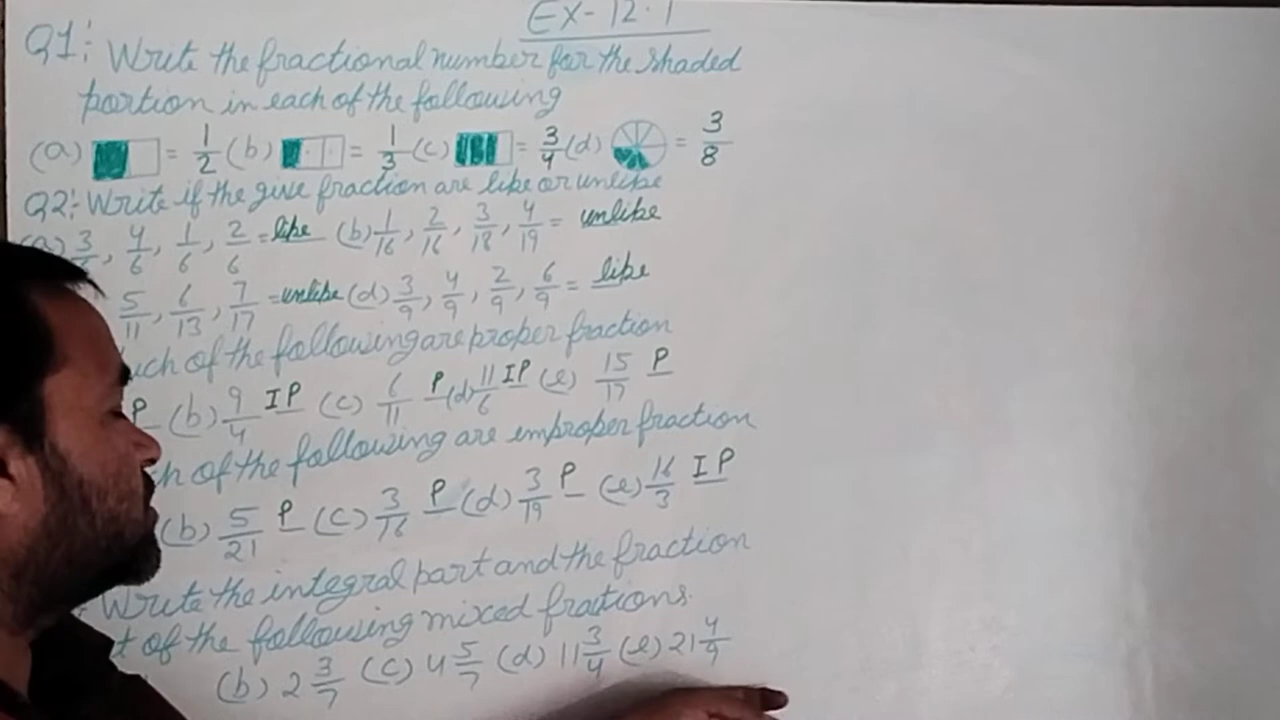 Ex-12.1
Q1: Write the fractional number for the shaded
portion in each of the following
(a) = 1/2 (b) = 1/3 (c) = 3/4 (d) = 3/8
Q2: Write if the give fraction are like or unlike
(a) 3/, 4/6, 1/6, 2/6 = like (b) 1/16, 2/16, 3/18, 4/19 = unlike
5/11, 6/13, 7/17 = unlike (d) 3/9, 4/9, 2/9, 6/9 = like
of the following are proper fraction
P (b) 9/4 IP (c) 6/11 P (d) 11/6 IP (e) 15/17 P
of the following are improper fraction
(b) 5/21 P (c) 3/16 P (d) 3/19 P (e) 16/3 IP
Write the integral part and the fraction
of the following mixed fractions.
(b) 2 3/7 (c) 4 5/7 (d) 11 3/4 (e) 21 4/9